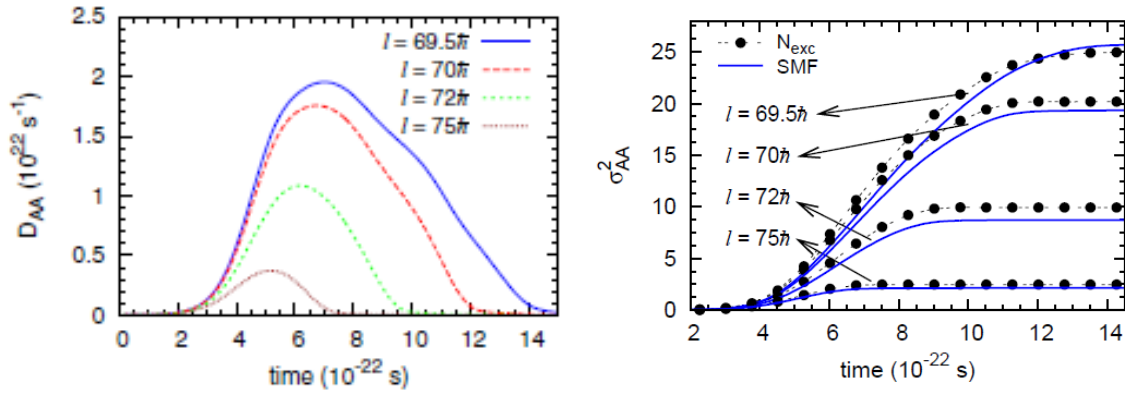 2.5
2
1.5
1
0.5
0
D_AA (10^22 s^-1)
l = 69.5ħ
l = 70ħ
l = 72ħ
l = 75ħ
0 2 4 6 8 10 12 14
time (10^-22 s)
25
20
15
10
5
0
σ²_AA
N_exc
SMF
l = 69.5ħ
l = 70ħ
l = 72ħ
l = 75ħ
2 4 6 8 10 12 14
time (10^-22 s)